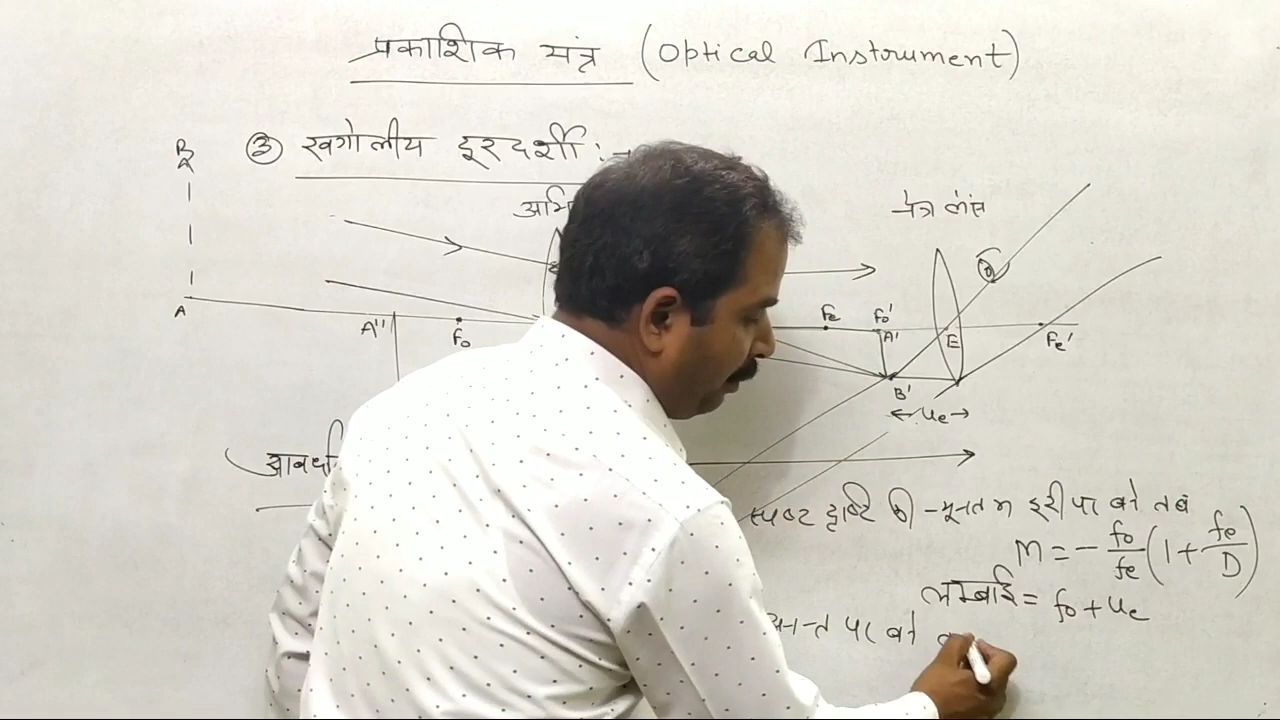 प्रकाशिक यंत्र (Optical Instrument)
③ खगोलीय दूरदर्शी :-
B
A
A"
Fo
नेत्र लेंस
Fe
Fo'
A'
E
Fe'
B'
← ue →
स्पष्ट दृष्टि की न्यूनतम दूरी पर बने तब
M = - fo/fe (1 + fe/D)
लम्बाई = fo + ue
पर बने